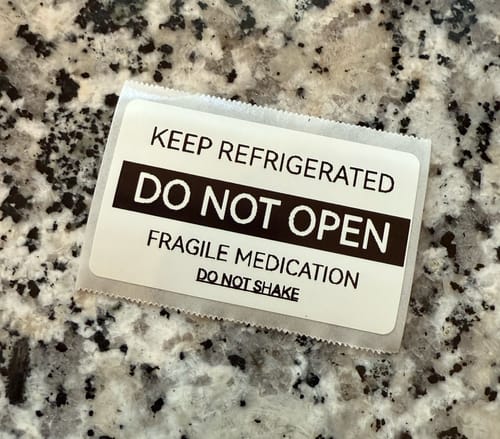 KEEP REFRIGERATED
DO NOT OPEN
FRAGILE MEDICATION
DO NOT SHAKE